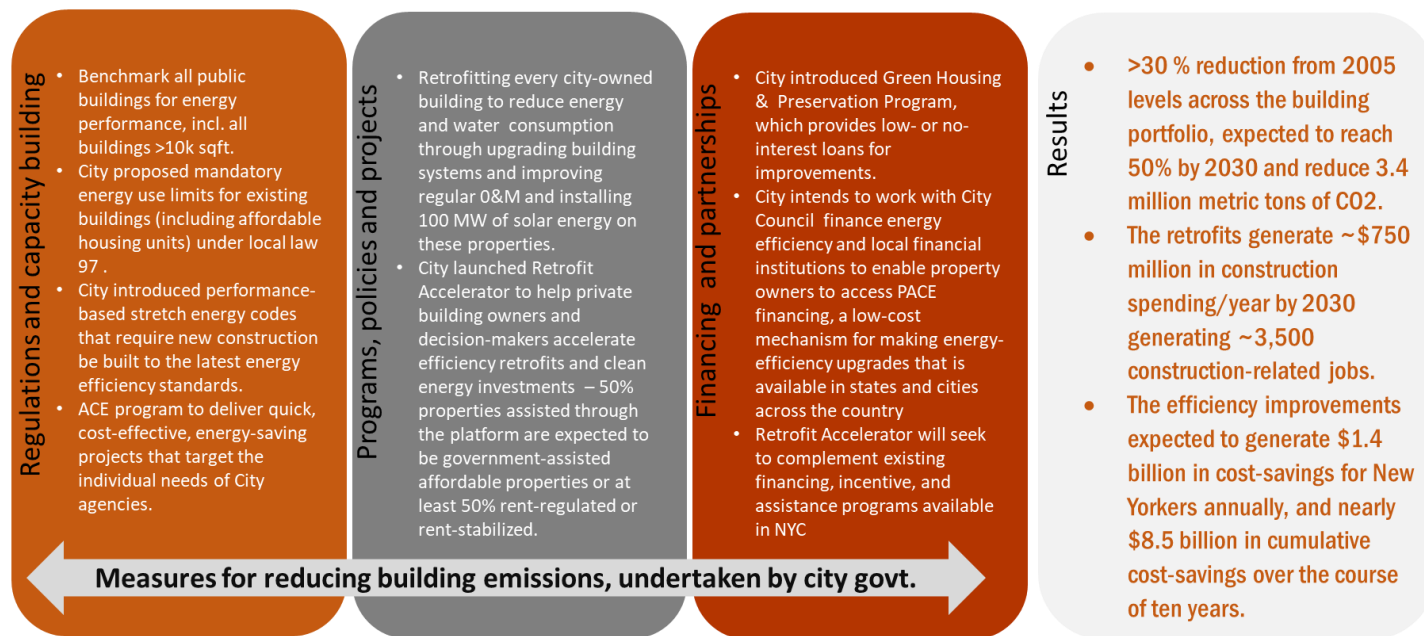 Regulations and capacity building
• Benchmark all public
buildings for energy
performance, incl. all
buildings >10k sqft.
• City proposed mandatory
energy use limits for existing
buildings (including affordable
housing units) under local law
97 .
• City introduced performance-
based stretch energy codes
that require new construction
be built to the latest energy
efficiency standards.
• ACE program to deliver quick,
cost-effective, energy-saving
projects that target the
individual needs of City
agencies.
Programs, policies and projects
• Retrofitting every city-owned
building to reduce energy
and water consumption
through upgrading building
systems and improving
regular 0&M and installing
100 MW of solar energy on
these properties.
• City launched Retrofit
Accelerator to help private
building owners and
decision-makers accelerate
efficiency retrofits and clean
energy investments – 50%
properties assisted through
the platform are expected to
be government-assisted
affordable properties or at
least 50% rent-regulated or
rent-stabilized.
Financing and partnerships
• City introduced Green Housing
& Preservation Program,
which provides low- or no-
interest loans for
improvements.
• City intends to work with City
Council finance energy
efficiency and local financial
institutions to enable property
owners to access PACE
financing, a low-cost
mechanism for making energy-
efficiency upgrades that is
available in states and cities
across the country
• Retrofit Accelerator will seek
to complement existing
financing, incentive, and
assistance programs available
in NYC
Results
• >30 % reduction from 2005
levels across the building
portfolio, expected to reach
50% by 2030 and reduce 3.4
million metric tons of CO2.
• The retrofits generate ~$750
million in construction
spending/year by 2030
generating ~3,500
construction-related jobs.
• The efficiency improvements
expected to generate $1.4
billion in cost-savings for New
Yorkers annually, and nearly
$8.5 billion in cumulative
cost-savings over the course
of ten years.
Measures for reducing building emissions, undertaken by city govt.